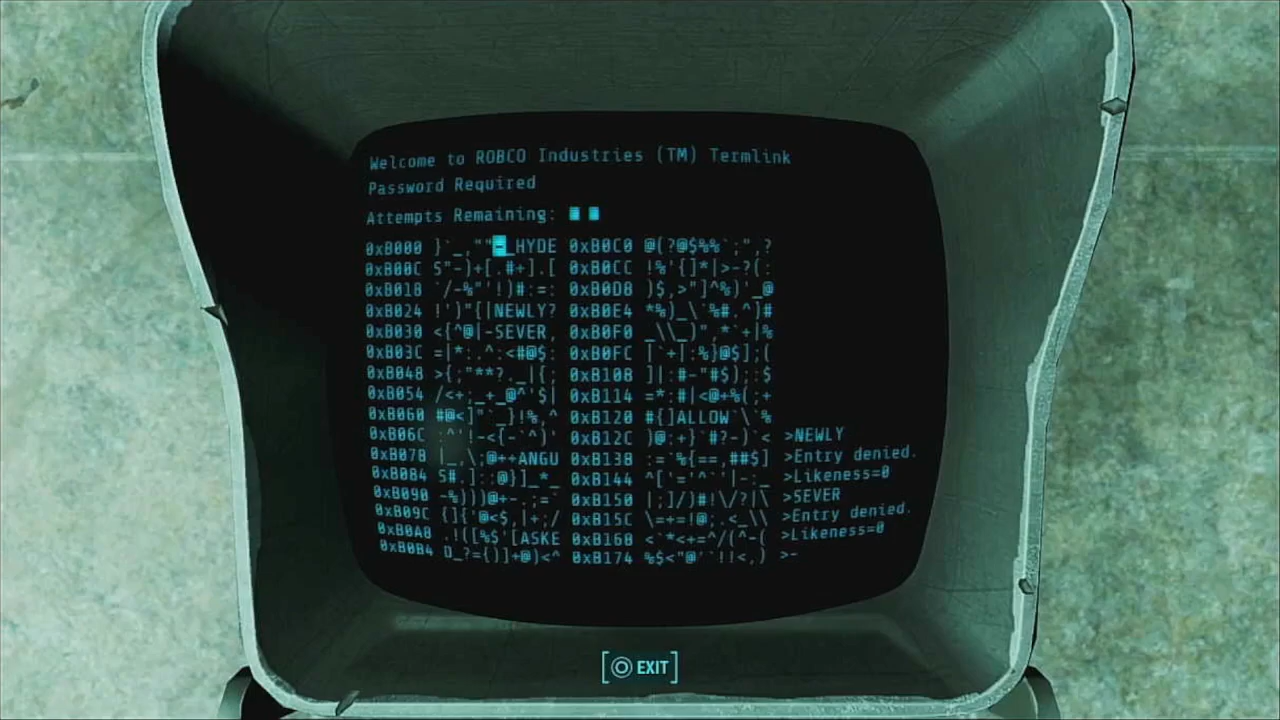 Welcome to ROBCO Industries (TM) Termlink
Password Required
Attempts Remaining: ■ ■
0xB000 }`_,""=_HYDE 0xB0C0 @(?@$%%`;",?
0xB00C S"-)+[.#+].[ 0xB0CC !%'{]*|>-?(:
0xB018 `/-%"'!)#:=: 0xB0D8 )$,>"]^%)'_@
0xB024 !')"{|NEWLY? 0xB0E4 *%)_\`%#.^)#
0xB030 <{^@|-SEVER, 0xB0F0 _\\_)",*`+|%
0xB03C =|*:.^:<#@$: 0xB0FC |`+|:%}@$];(
0xB048 >{;"**?._|{; 0xB108 ]|:#-"#$);:$
0xB054 /<+;_+_@^'$| 0xB114 =*:#|<@+%(;+
0xB060 #@<]"`_}!%,^ 0xB120 #{]ALLOW`\`%
0xB06C :^'!-<{-`^)' 0xB12C )@:+}`#?-)`< >NEWLY
0xB078 |_,\;@++ANGU 0xB138 :=`%{==,##$] >Entry denied.
0xB084 S#.]::@}]_*_ 0xB144 ^['='^``|-:_ >Likeness=0
0xB090 -%)))@+-.;=` 0xB150 |;]/)#!\/?|\ >SEVER
0xB09C {]{'@<$,|+;/ 0xB15C \=+=!@;.<_\\ >Entry denied.
0xB0A8 .!([%$'[ASKE 0xB168 <`*<+=^/(^-( >Likeness=0
0xB0B4 D_?={)]+@)<^ 0xB174 %$<"@'`!!<,) >-
[ EXIT ]